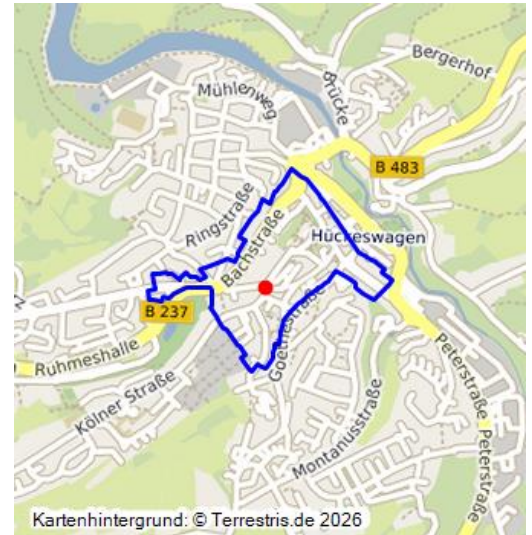 Bergerhof
Brücke
Mühlenweg
B 483
Ringstraße
Bachstraße
Hückeswagen
B 237
Goethestraße
Ruhmeshalle
Kölner Straße
Peterstraße
Montanusstraße
Peterstraße
Kartenhintergrund: © Terrestris.de 2026